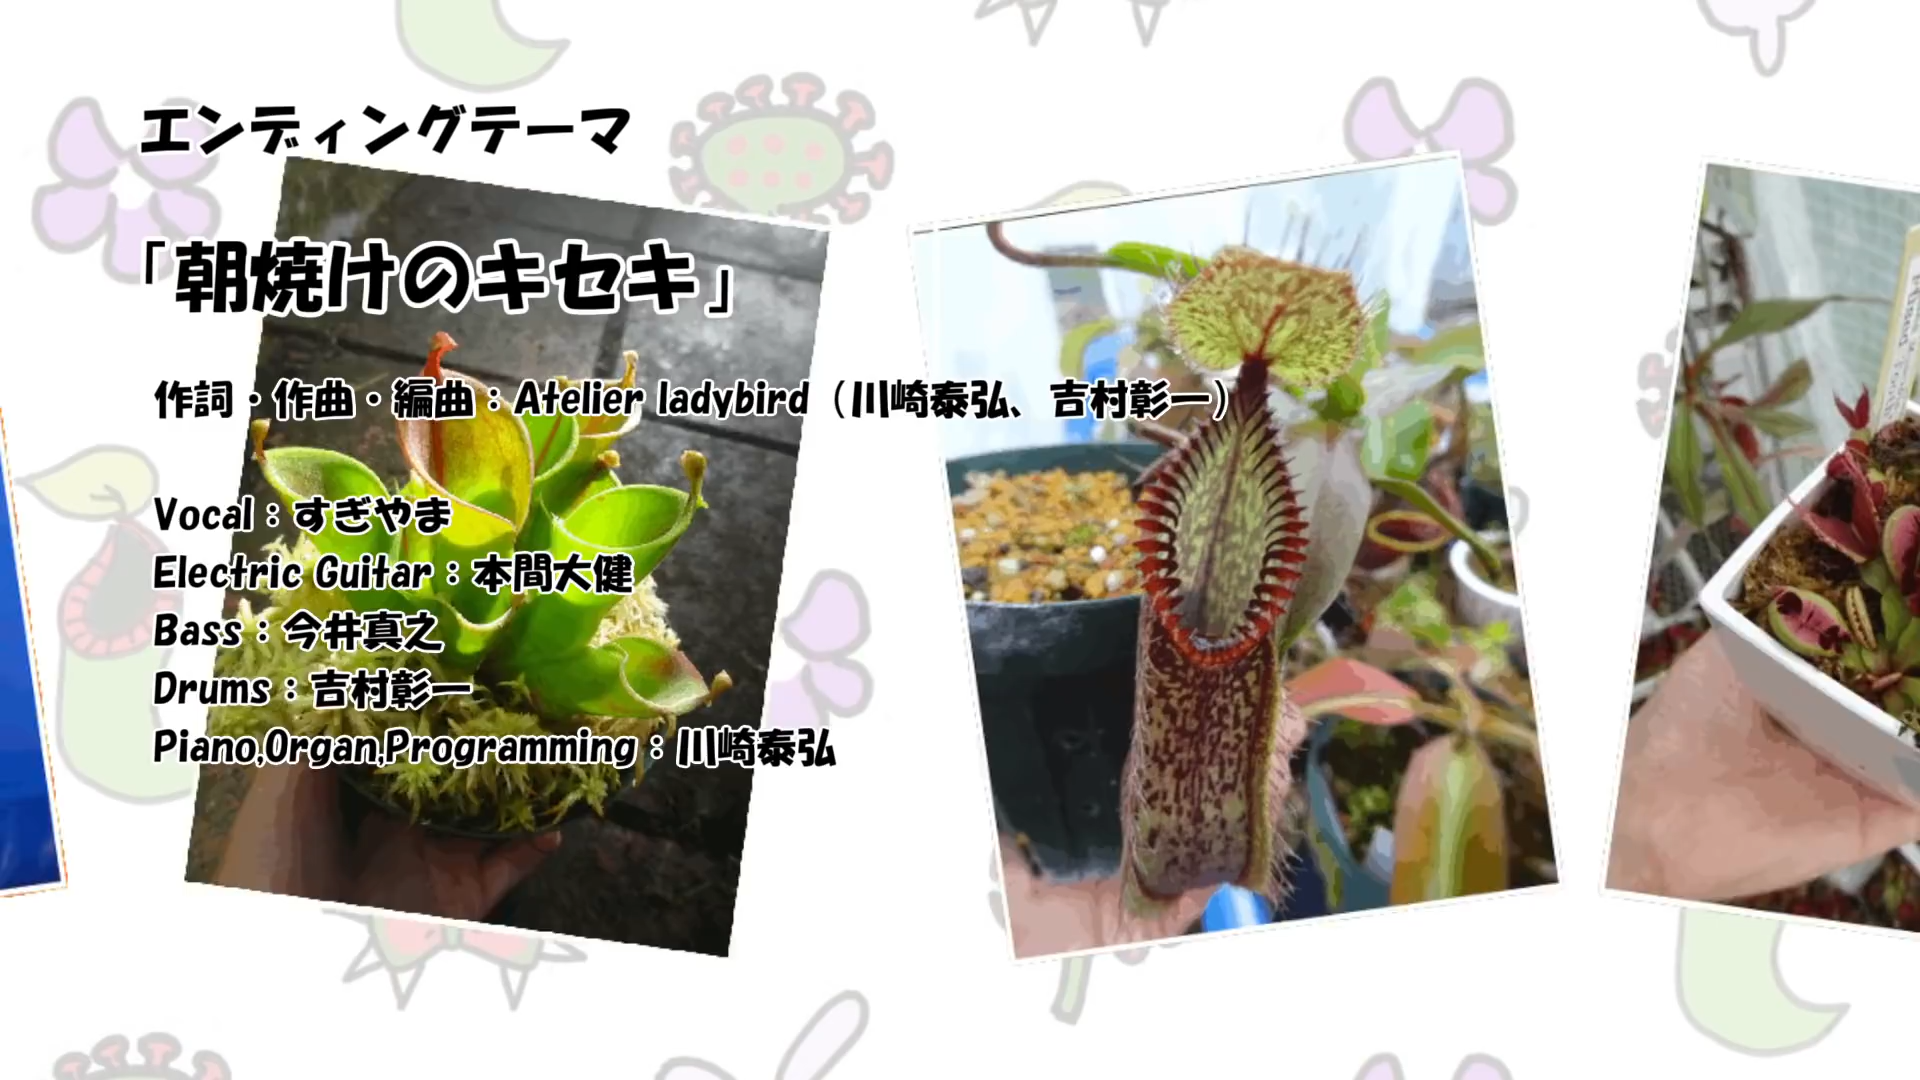 エンディングテーマ
「朝焼けのキセキ」
作詞・作曲・編曲：Atelier ladybird（川崎泰弘、吉村彰一）
Vocal：すぎやま
Electric Guitar：本間大健
Bass：今井真之
Drums：吉村彰一
Piano,Organ,Programming：川崎泰弘